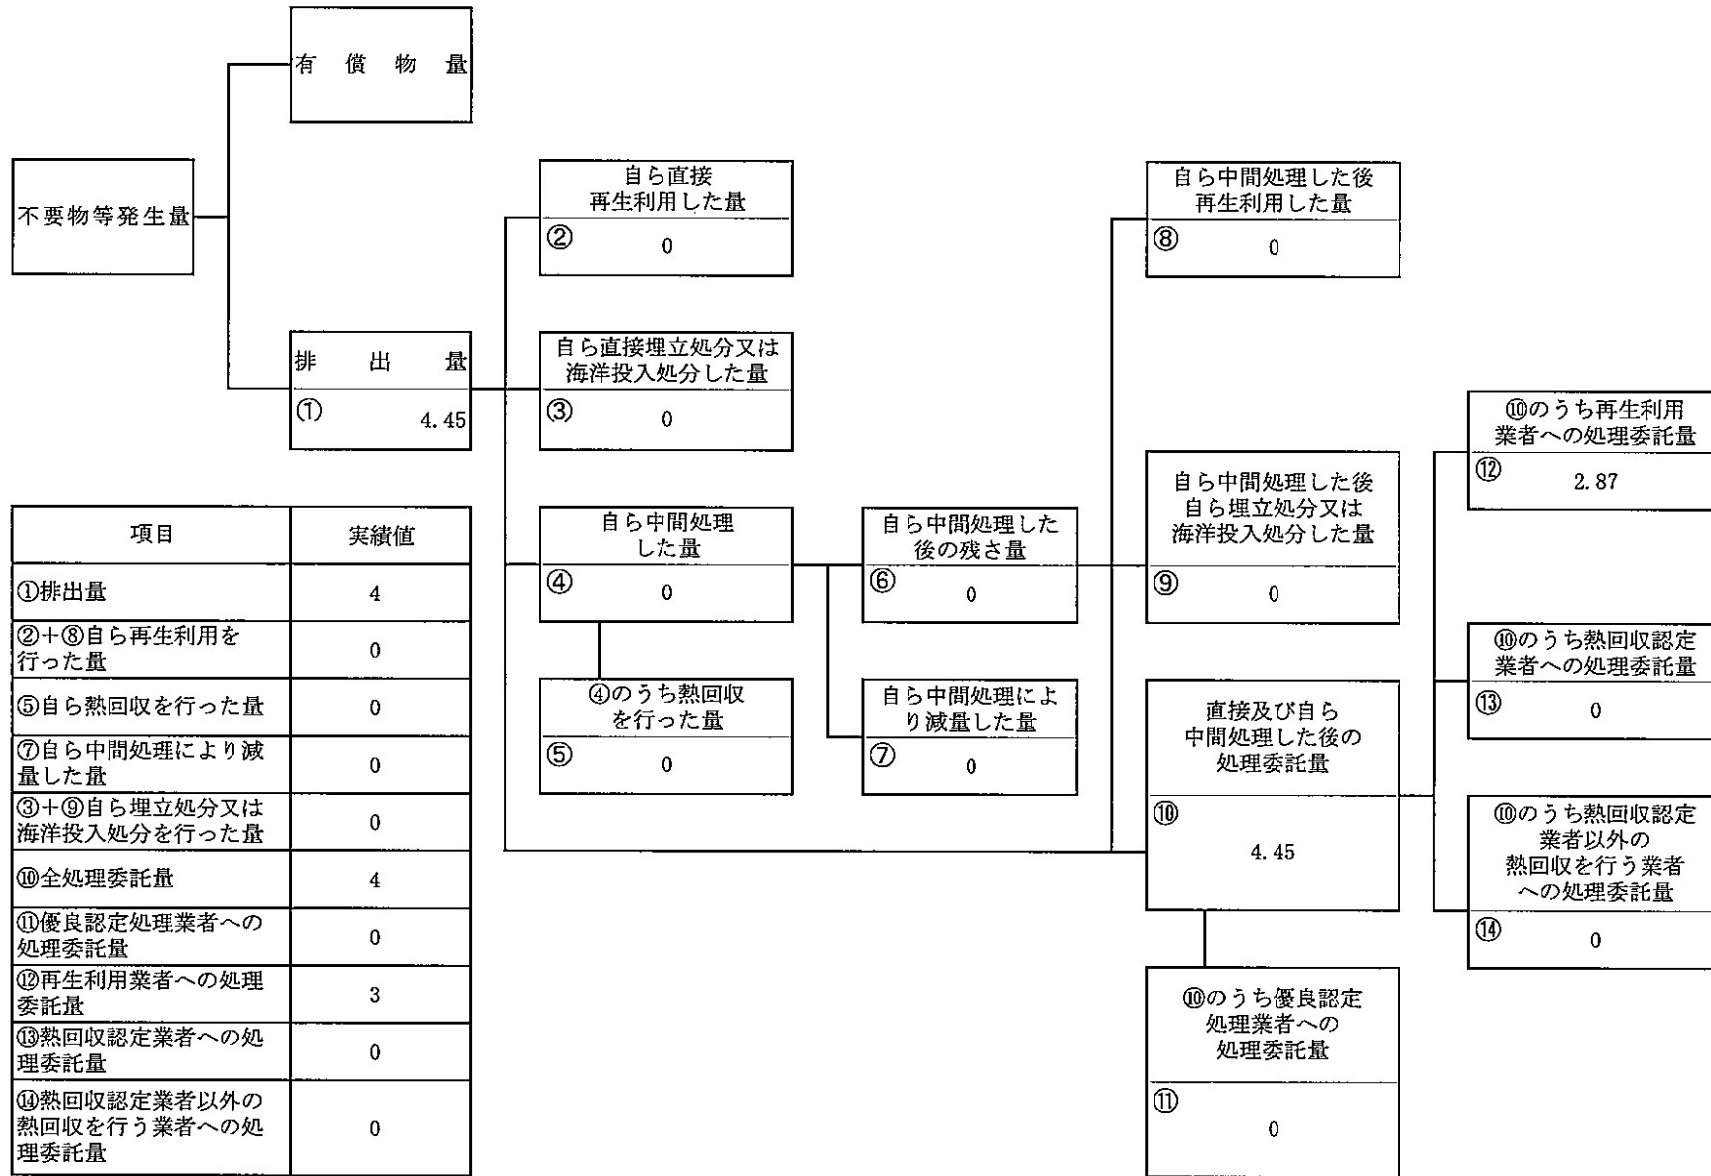 有償物量
不要物等発生量
排出量
① 4.45
自ら直接
再生利用した量
② 0
自ら直接埋立処分又は
海洋投入処分した量
③ 0
自ら中間処理
した量
④ 0
④のうち熱回収
を行った量
⑤ 0
自ら中間処理した
後の残さ量
⑥ 0
自ら中間処理によ
り減量した量
⑦ 0
自ら中間処理した後
再生利用した量
⑧ 0
自ら中間処理した後
自ら埋立処分又は
海洋投入処分した量
⑨ 0
直接及び自ら
中間処理した後の
処理委託量
⑩
4.45
⑩のうち優良認定
処理業者への
処理委託量
⑪
0
⑩のうち再生利用
業者への処理委託量
⑫ 2.87
⑩のうち熱回収認定
業者への処理委託量
⑬ 0
⑩のうち熱回収認定
業者以外の
熱回収を行う業者
への処理委託量
⑭ 0
項目 実績値
①排出量 4
②+⑧自ら再生利用を
行った量 0
⑤自ら熱回収を行った量 0
⑦自ら中間処理により減
量した量 0
③+⑨自ら埋立処分又は
海洋投入処分を行った量 0
⑩全処理委託量 4
⑪優良認定処理業者への
処理委託量 0
⑫再生利用業者への処理
委託量 3
⑬熱回収認定業者への処
理委託量 0
⑭熱回収認定業者以外の
熱回収を行う業者への処
理委託量 0